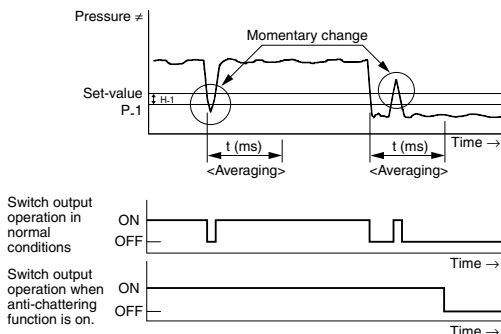 Pressure ≠
Momentary change
Set-value
P_1
H-1
t (ms)
t (ms)
Time →
<Averaging>
<Averaging>
Switch output
operation in
normal
conditions
ON
OFF
Time →
Switch output
operation when
anti-chattering
function is on.
ON
OFF
Time →